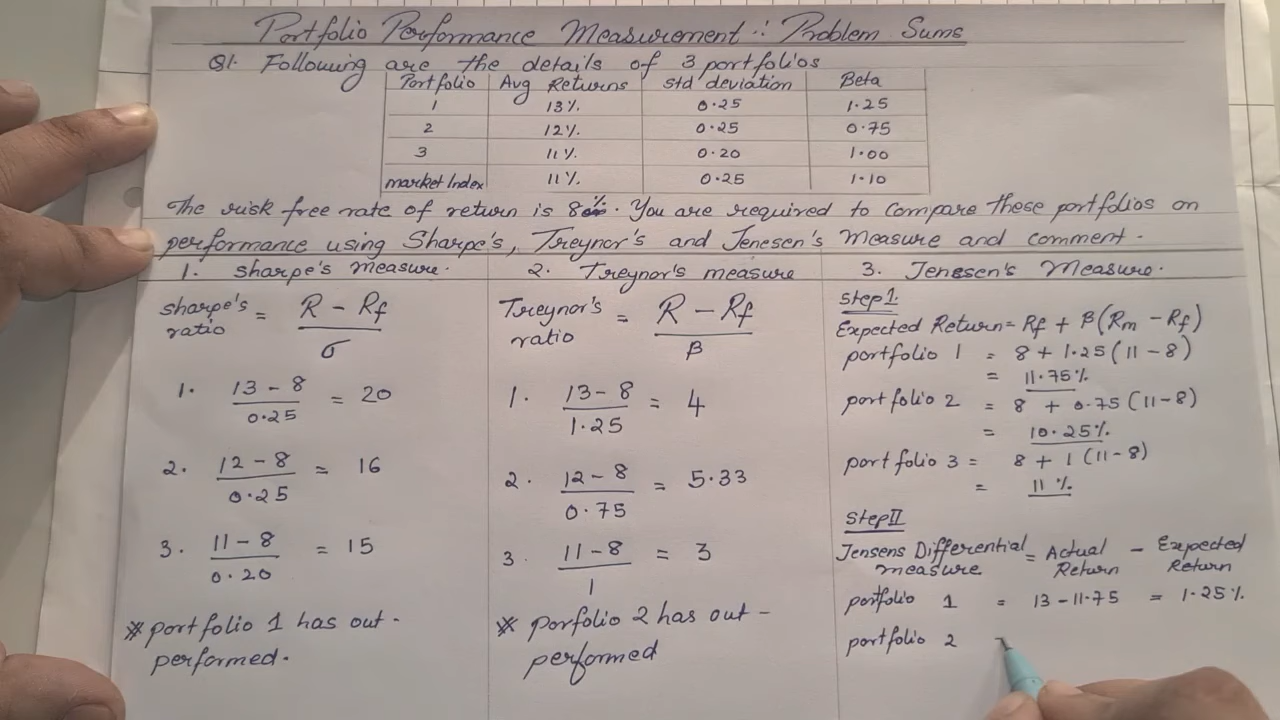 Portfolio Performance Measurement : Problem Sums
Q1. Following are the details of 3 portfolios
Portfolio Avg Returns std deviation Beta
1 13% 0.25 1.25
2 12% 0.25 0.75
3 11% 0.20 1.00
market Index 11% 0.25 1.10
The risk free rate of return is 8%. You are required to compare these portfolios on
performance using Sharpe's, Treynor's and Jenesen's Measure and comment.
1. Sharpe's measure.
sharpe's ratio = R - Rf / σ
1. 13 - 8 / 0.25 = 20
2. 12 - 8 / 0.25 = 16
3. 11 - 8 / 0.20 = 15
* portfolio 1 has out-
performed.
2. Treynor's measure
Treynor's ratio = R - Rf / β
1. 13 - 8 / 1.25 = 4
2. 12 - 8 / 0.75 = 5.33
3. 11 - 8 / 1 = 3
* porfolio 2 has out-
performed
3. Jenesen's Measure.
Step 1.
Expected Return = Rf + β (Rm - Rf)
portfolio 1 = 8 + 1.25 (11 - 8)
= 11.75%
portfolio 2 = 8 + 0.75 (11 - 8)
= 10.25%
portfolio 3 = 8 + 1 (11 - 8)
= 11 %
Step II
Jensens Differential measure = Actual Return - Expected Return
portfolio 1 = 13 - 11.75 = 1.25%
portfolio 2